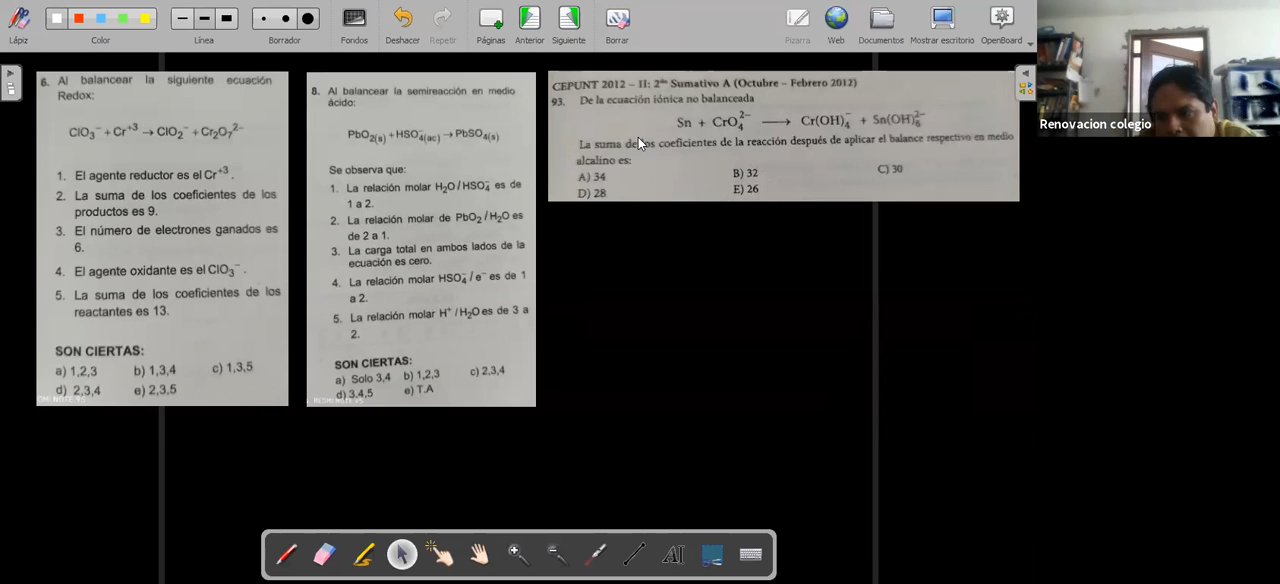 Lápiz
Color
Línea
Borrador
Fondos
Deshacer
Repetir
Páginas
Anterior
Siguiente
Borrar
Pizarra
Web
Documentos
Mostrar escritorio
OpenBoard
6. Al balancear la siguiente ecuación
Redox:
ClO₃⁻ + Cr⁺³ → ClO₂⁻ + Cr₂O₇²⁻
1. El agente reductor es el Cr⁺³.
2. La suma de los coeficientes de los
productos es 9.
3. El número de electrones ganados es
6.
4. El agente oxidante es el ClO₃⁻.
5. La suma de los coeficientes de los
reactantes es 13.
SON CIERTAS:
a) 1,2,3 b) 1,3,4 c) 1,3,5
d) 2,3,4 e) 2,3,5
8. Al balancear la semireacción en medio
ácido:
PbO₂(s) + HSO₄⁻(ac) → PbSO₄(s)
Se observa que:
1. La relación molar H₂O/HSO₄⁻ es de
1 a 2.
2. La relación molar de PbO₂/H₂O es
de 2 a 1.
3. La carga total en ambos lados de la
ecuación es cero.
4. La relación molar HSO₄⁻/e⁻ es de 1
a 2.
5. La relación molar H⁺/H₂O es de 3 a
2.
SON CIERTAS:
a) Solo 3,4 b) 1,2,3 c) 2,3,4
d) 3,4,5 e) T.A
CEPUNT 2012 – II: 2do Sumativo A (Octubre – Febrero 2012)
93. De la ecuación iónica no balanceada
Sn + CrO₄²⁻ ⟶ Cr(OH)₄⁻ + Sn(OH)₆²⁻
La suma de los coeficientes de la reacción después de aplicar el balance respectivo en medio
alcalino es:
A) 34 B) 32 C) 30
D) 28 E) 26
Renovacion colegio
AI